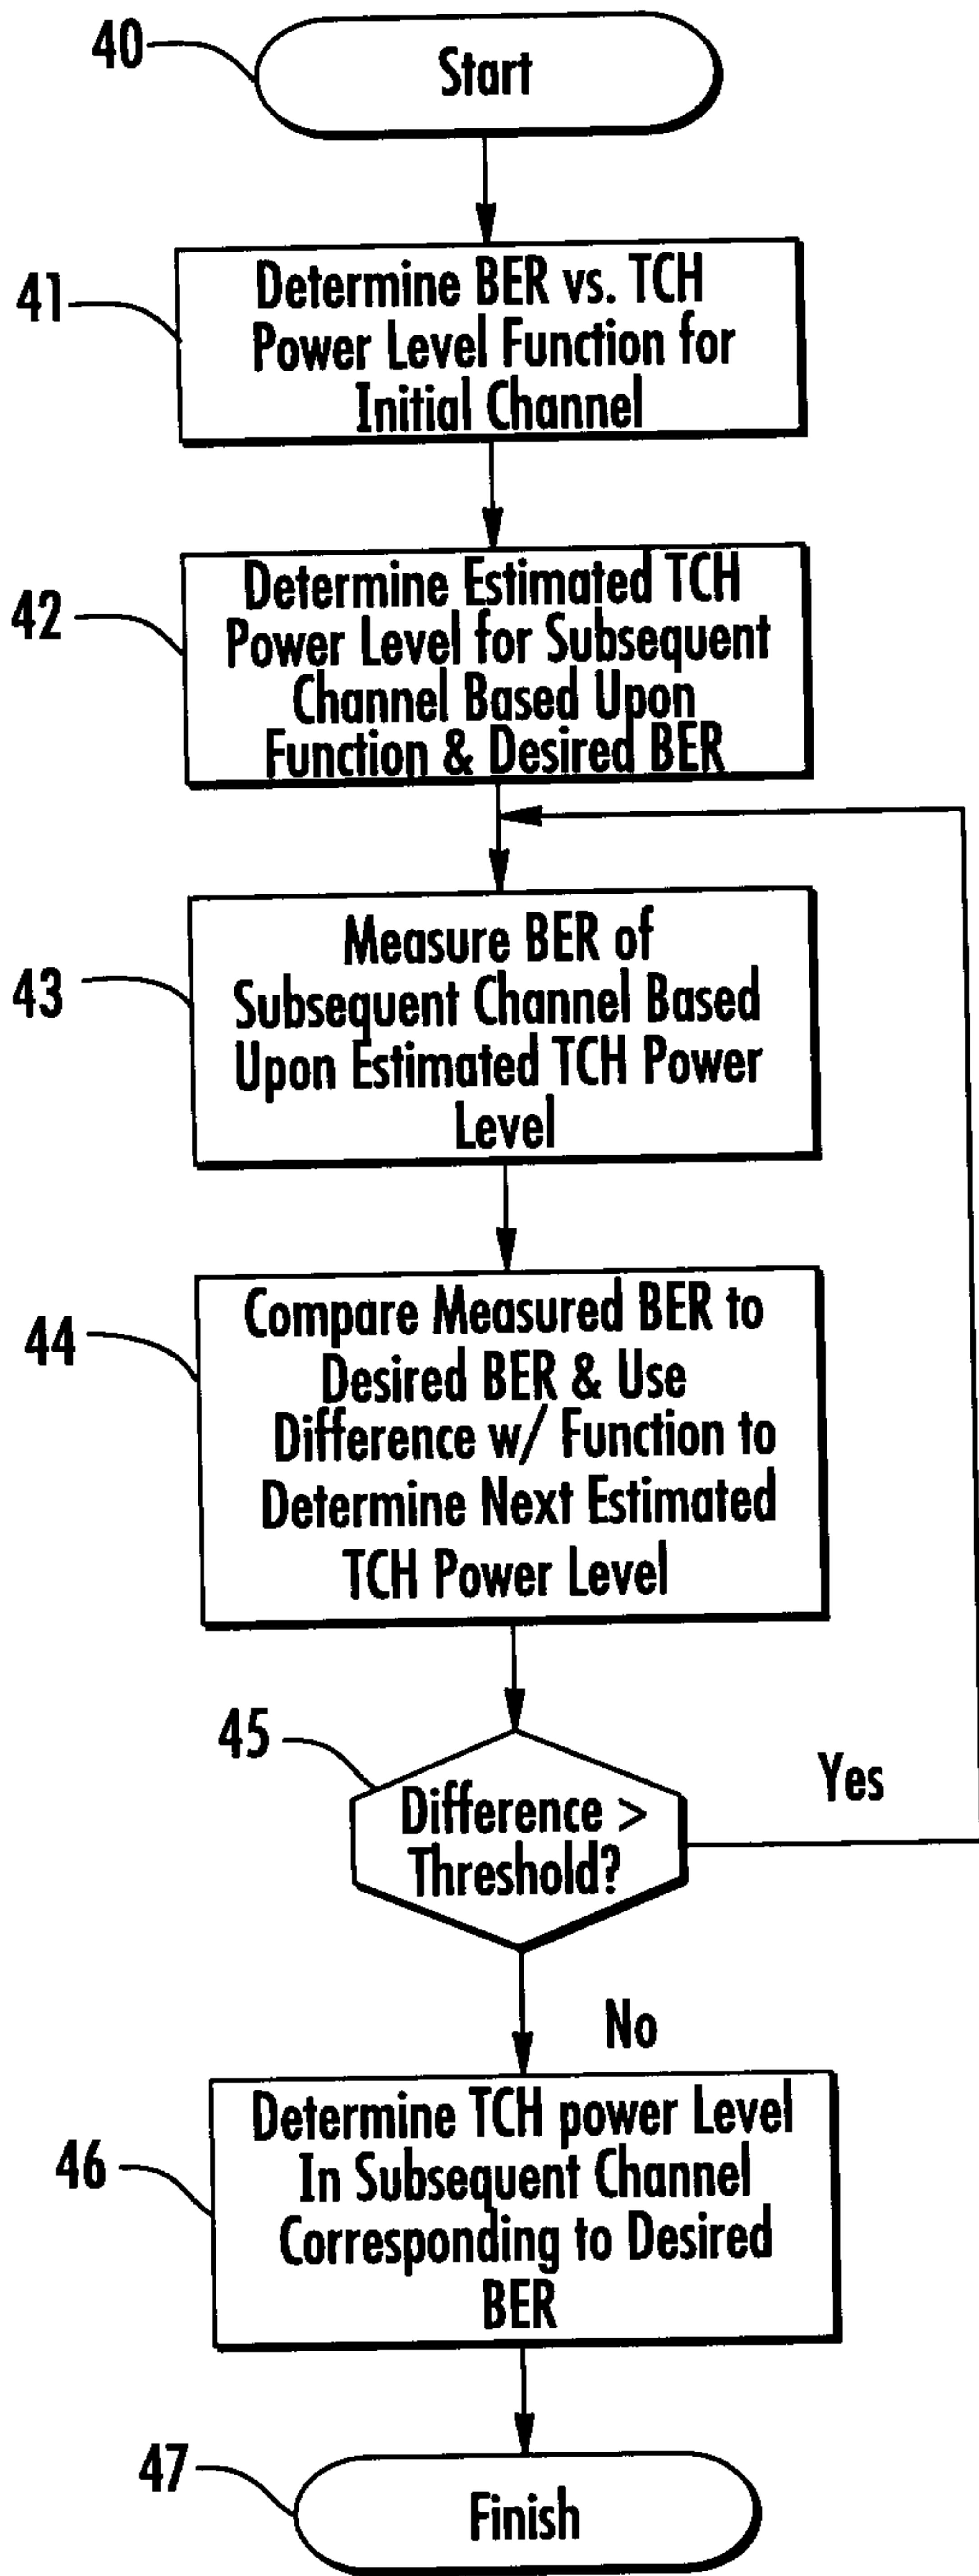 40
Start
41
Determine BER vs. TCH
Power Level Function for
Initial Channel
42
Determine Estimated TCH
Power Level for Subsequent
Channel Based Upon
Function & Desired BER
43
Measure BER of
Subsequent Channel Based
Upon Estimated TCH Power
Level
44
Compare Measured BER to
Desired BER & Use
Difference w/ Function to
Determine Next Estimated
TCH Power Level
45
Difference >
Threshold?
Yes
No
46
Determine TCH power Level
In Subsequent Channel
Corresponding to Desired
BER
47
Finish